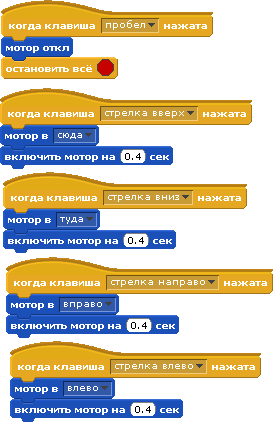 когда клавиша пробел нажата
мотор откл
остановить всё
когда клавиша стрелка вверх нажата
мотор в сюда
включить мотор на 0.4 сек
когда клавиша стрелка вниз нажата
мотор в туда
включить мотор на 0.4 сек
когда клавиша стрелка направо нажата
мотор в вправо
включить мотор на 0.4 сек
когда клавиша стрелка влево нажата
мотор в влево
включить мотор на 0.4 сек